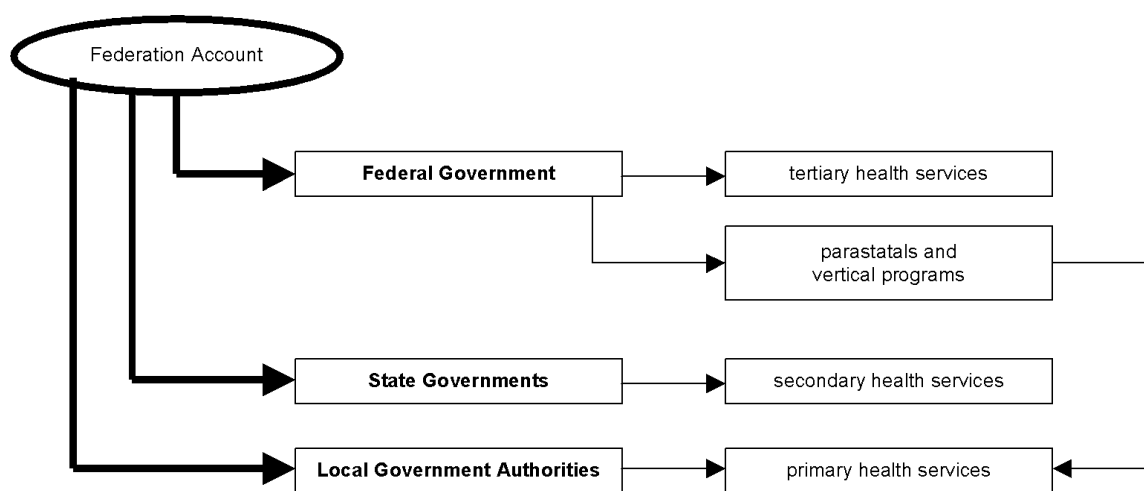 Federation Account
Federal Government
tertiary health services
parastatals and
vertical programs
State Governments
secondary health services
Local Government Authorities
primary health services